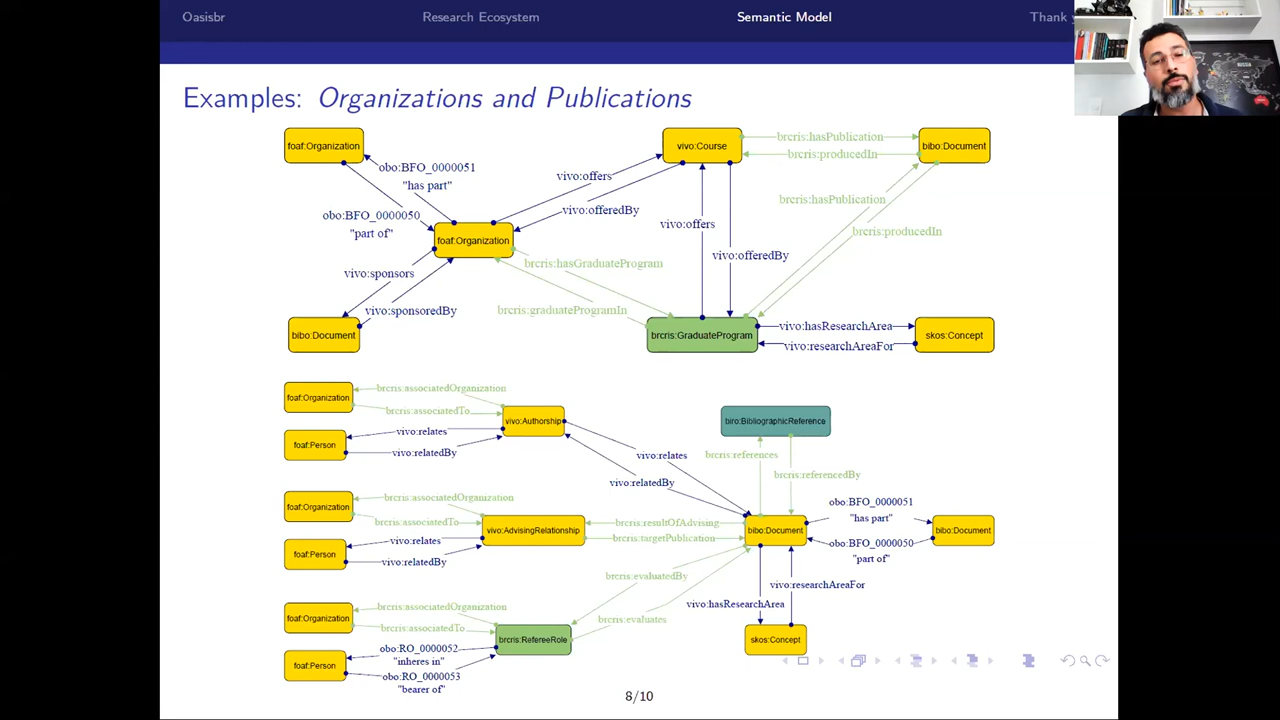 Oasisbr
Research Ecosystem
Semantic Model
Thank
Examples: Organizations and Publications
foaf:Organization
vivo:Course
bibo:Document
brcris:hasPublication
brcris:producedIn
obo:BFO_0000051
"has part"
vivo:offers
vivo:offeredBy
brcris:hasPublication
obo:BFO_0000050
"part of"
vivo:offers
brcris:producedIn
foaf:Organization
vivo:offeredBy
brcris:hasGraduateProgram
vivo:sponsors
vivo:sponsoredBy
brcris:graduateProgramIn
bibo:Document
brcris:GraduateProgram
vivo:hasResearchArea
vivo:researchAreaFor
skos:Concept
foaf:Organization
brcris:associatedOrganization
brcris:associatedTo
vivo:Authorship
biro:BibliographicReference
foaf:Person
vivo:relates
vivo:relatedBy
vivo:relates
vivo:relatedBy
brcris:references
brcris:referencedBy
foaf:Organization
brcris:associatedOrganization
brcris:associatedTo
obo:BFO_0000051
"has part"
vivo:AdvisingRelationship
brcris:resultOfAdvising
brcris:targetPublication
bibo:Document
bibo:Document
foaf:Person
vivo:relates
vivo:relatedBy
obo:BFO_0000050
"part of"
brcris:evaluatedBy
brcris:evaluates
vivo:researchAreaFor
vivo:hasResearchArea
foaf:Organization
brcris:associatedOrganization
brcris:associatedTo
brcris:RefereeRole
skos:Concept
foaf:Person
obo:RO_0000052
"inheres in"
obo:RO_0000053
"bearer of"
8/10
RUSSIA